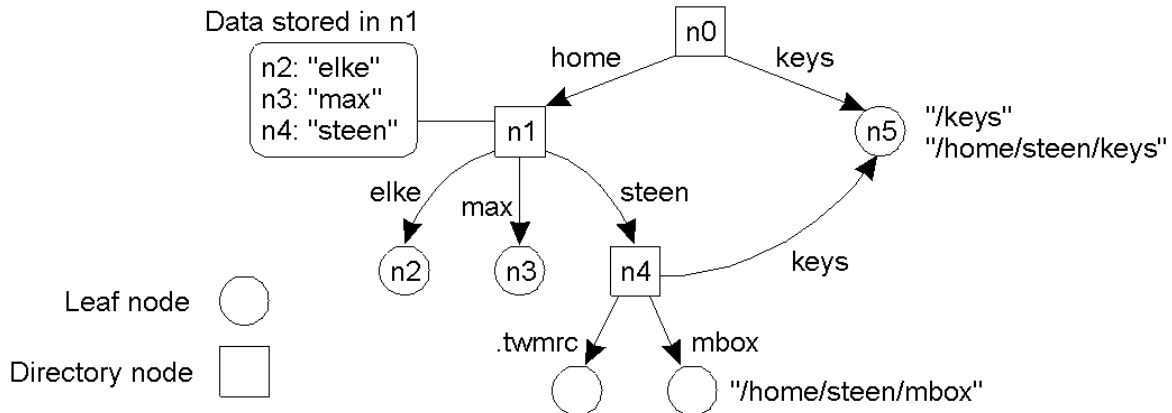 Data stored in n1
n2: "elke"
n3: "max"
n4: "steen"
n0
home
keys
n1
n5
"/keys"
"/home/steen/keys"
elke
max
steen
n2
n3
n4
keys
Leaf node
.twmrc
mbox
Directory node
"/home/steen/mbox"